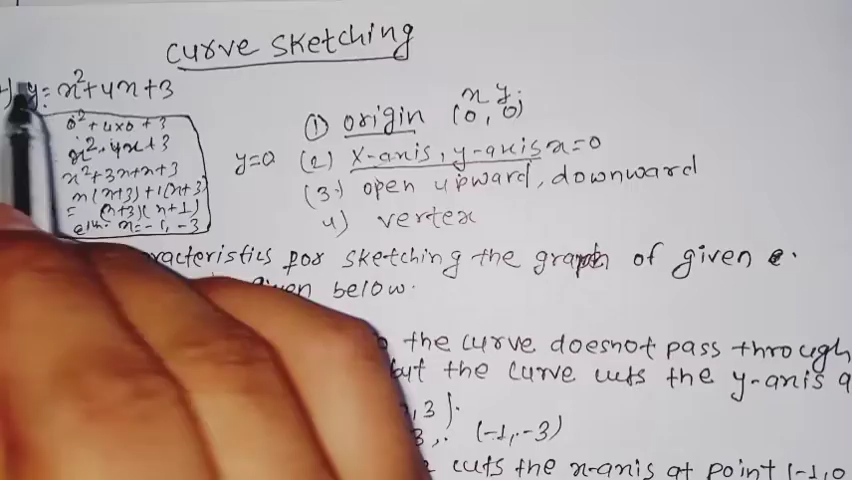 Curve sketching
y = x²+4x+3
0²+4×0+3
x²+4x+3
x²+3x+x+3
x(x+3)+1(x+3)
= (x+3)(x+1)
x=-1,-3
x y
(1) origin (0, 0)
y=0 (2) x-axis, y-axis x=0
(3) open upward, downward
4) vertex
characteristics for sketching the graph of given
given below.
the curve doesnot pass through
but the curve cuts the y-axis a
,3).
3, (-1,-3)
cuts the x-axis at point (-1,0